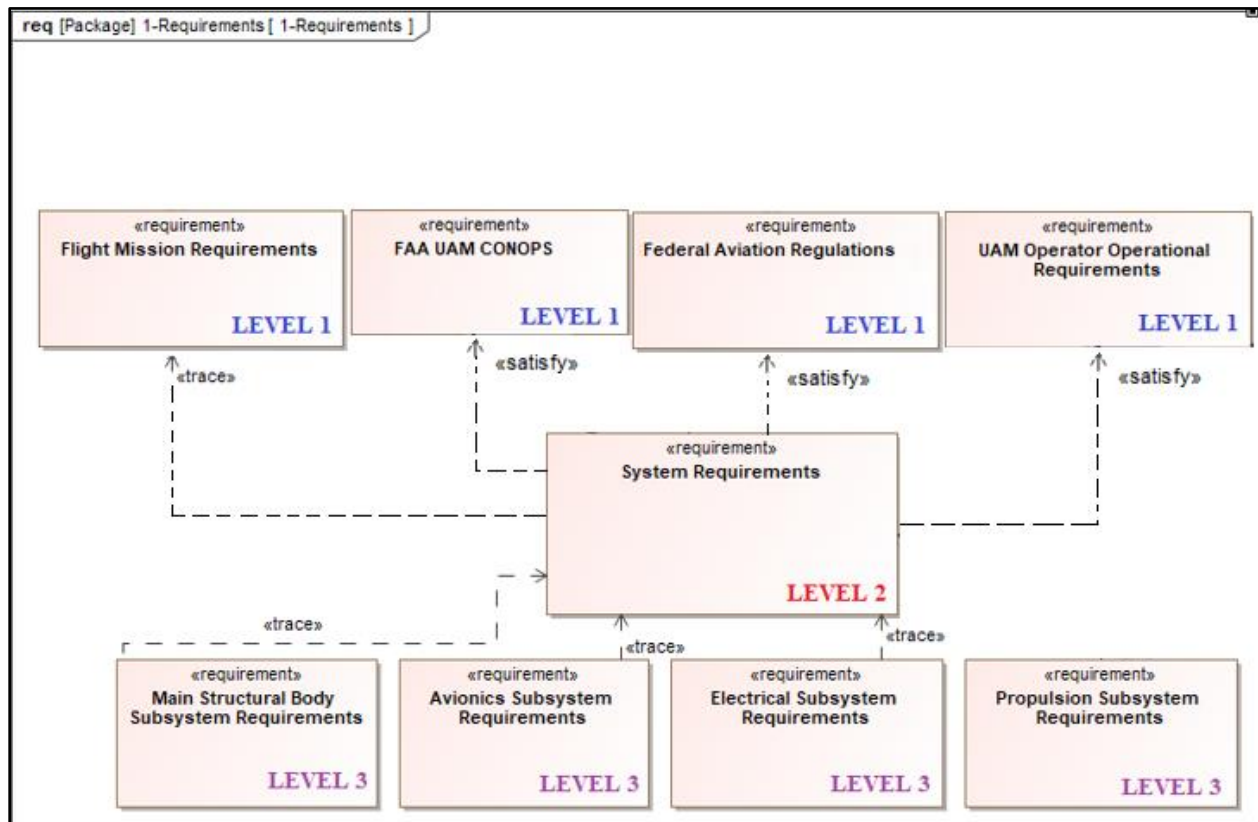 req [Package] 1-Requirements [ 1-Requirements ]
«requirement»
Flight Mission Requirements
LEVEL 1
«requirement»
FAA UAM CONOPS
LEVEL 1
«requirement»
Federal Aviation Regulations
LEVEL 1
«requirement»
UAM Operator Operational
Requirements
LEVEL 1
«trace»
«satisfy»
«satisfy»
«satisfy»
«requirement»
System Requirements
LEVEL 2
«trace»
«trace»
«trace»
«requirement»
Main Structural Body
Subsystem Requirements
LEVEL 3
«requirement»
Avionics Subsystem
Requirements
LEVEL 3
«requirement»
Electrical Subsystem
Requirements
LEVEL 3
«requirement»
Propulsion Subsystem
Requirements
LEVEL 3